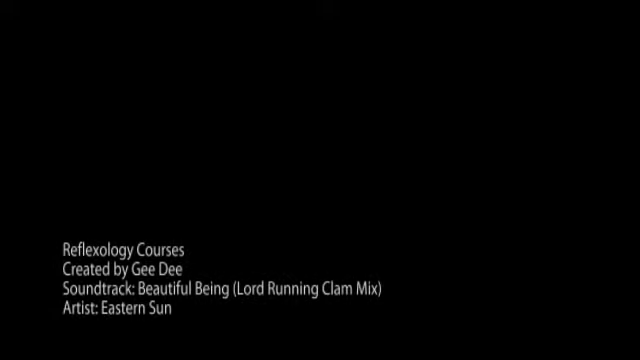 Reflexology Courses
Created by Gee Dee
Soundtrack: Beautiful Being (Lord Running Clam Mix)
Artist: Eastern Sun